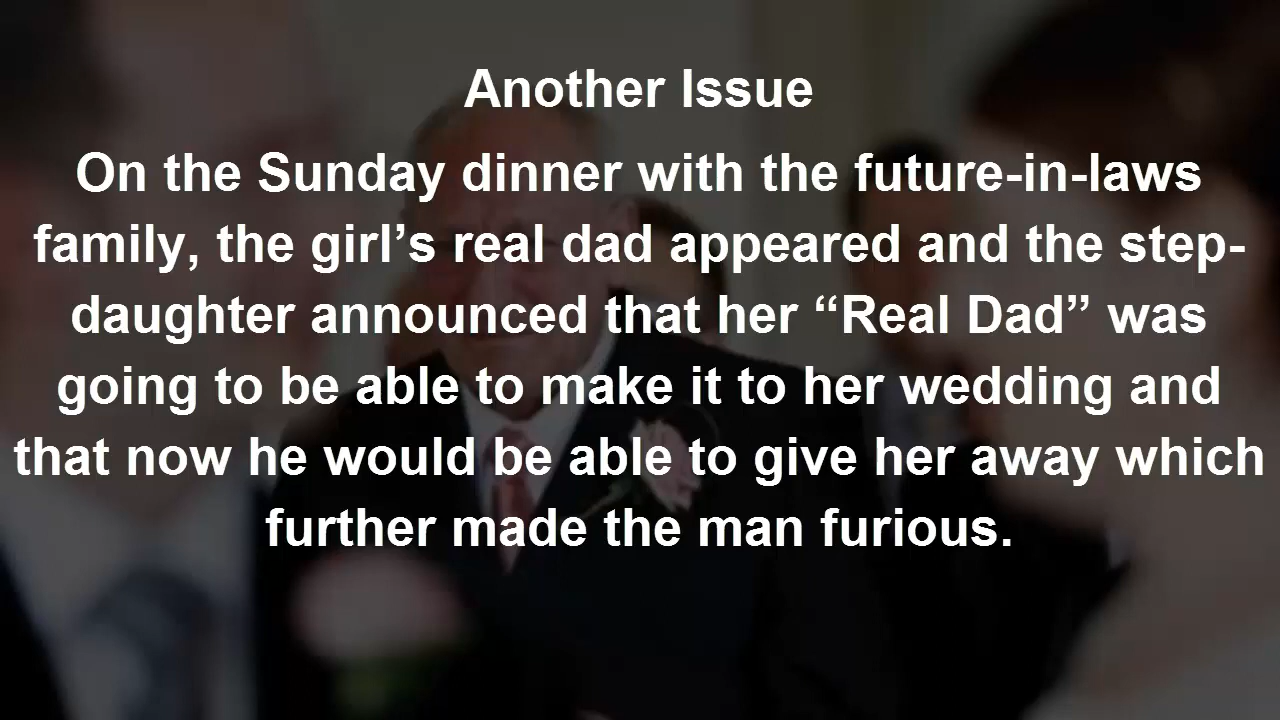 Another Issue
On the Sunday dinner with the future-in-laws
family, the girl’s real dad appeared and the step-
daughter announced that her “Real Dad” was
going to be able to make it to her wedding and
that now he would be able to give her away which
further made the man furious.